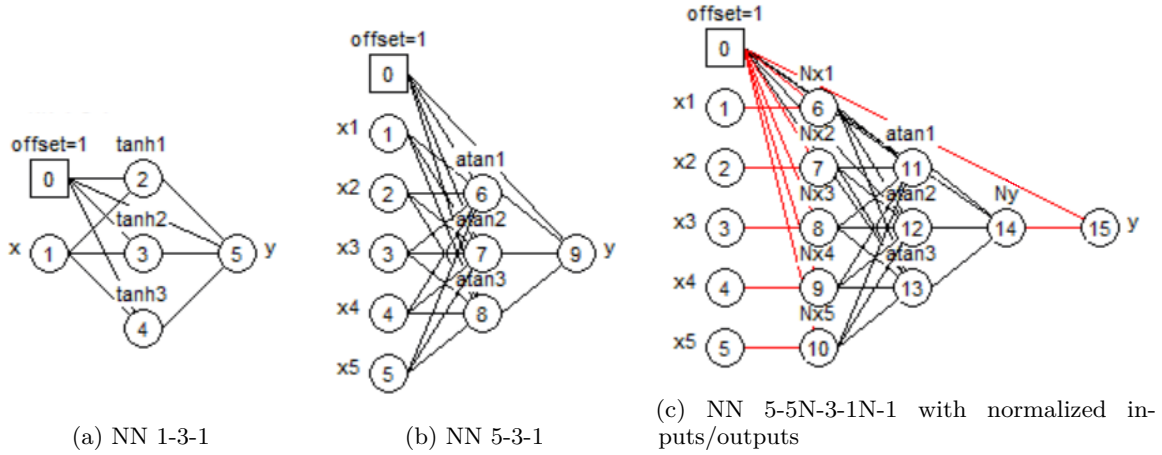 offset=1
0
tanh1
2
x
1
tanh2
3
5
y
tanh3
4
(a) NN 1-3-1
offset=1
0
x1
1
x2
2
atan1
6
x3
3
atan2
7
9
y
x4
4
atan3
8
x5
5
(b) NN 5-3-1
offset=1
0
x1
1
Nx1
6
x2
2
Nx2
7
atan1
11
x3
3
Nx3
8
atan2
12
Ny
14
15
y
x4
4
Nx4
9
atan3
13
x5
5
Nx5
10
(c) NN 5-5N-3-1N-1 with normalized in-
puts/outputs